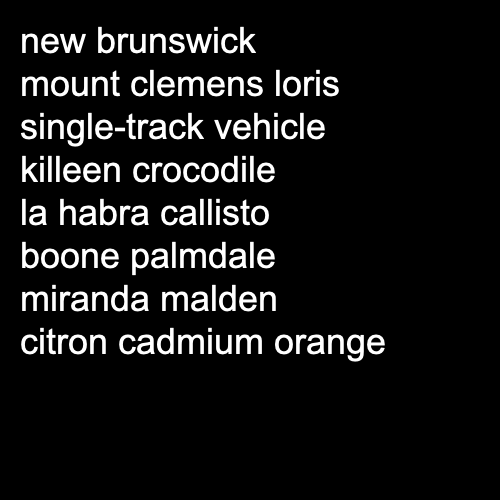 new brunswick
mount clemens loris
single-track vehicle
killeen crocodile
la habra callisto
boone palmdale
miranda malden
citron cadmium orange